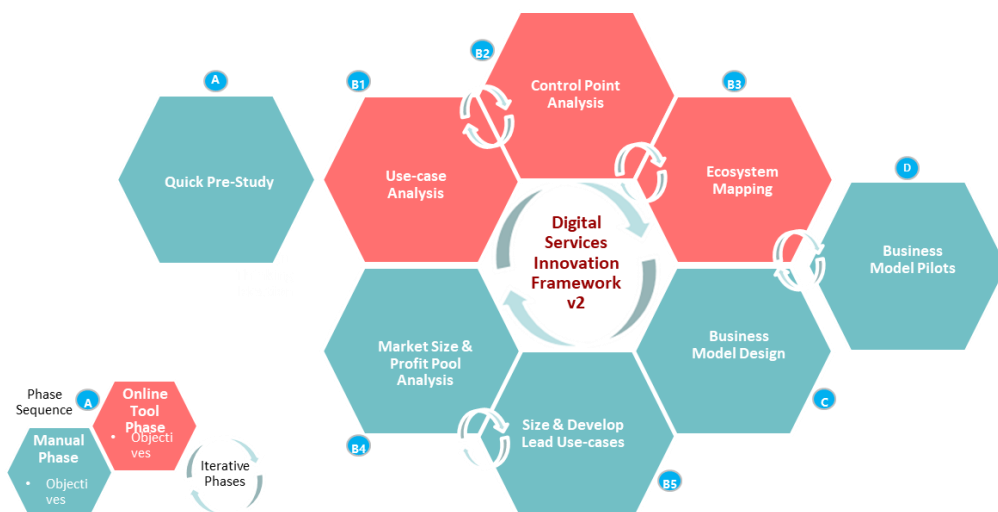 A
Quick Pre-Study
B1
Use-case
Analysis
B2
Control Point
Analysis
B3
Ecosystem
Mapping
D
Business
Model Pilots
Digital
Services
Innovation
Framework
v2
Market Size &
Profit Pool
Analysis
B4
Size & Develop
Lead Use-cases
B5
Business
Model Design
C
Phase
Sequence
A
Online
Tool Phase
• Objecti
ves
Manual
Phase
• Objecti
ves
Iterative
Phases